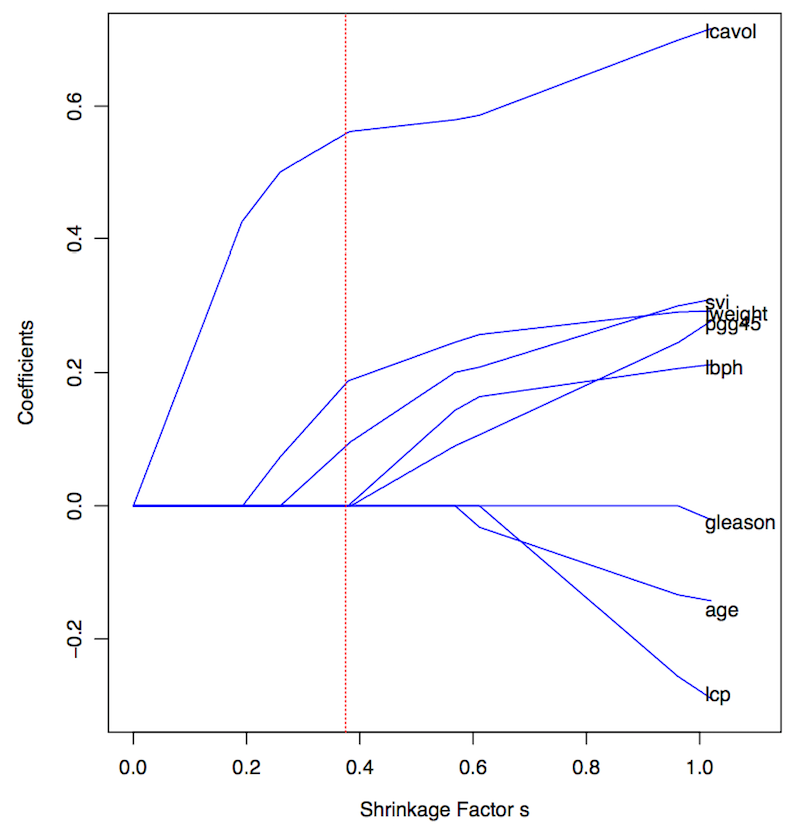 lcavol
svi
lweight
pgg45
lbph
gleason
age
lcp
0.6
0.4
0.2
0.0
−0.2
Coefficients
0.0 0.2 0.4 0.6 0.8 1.0
Shrinkage Factor s